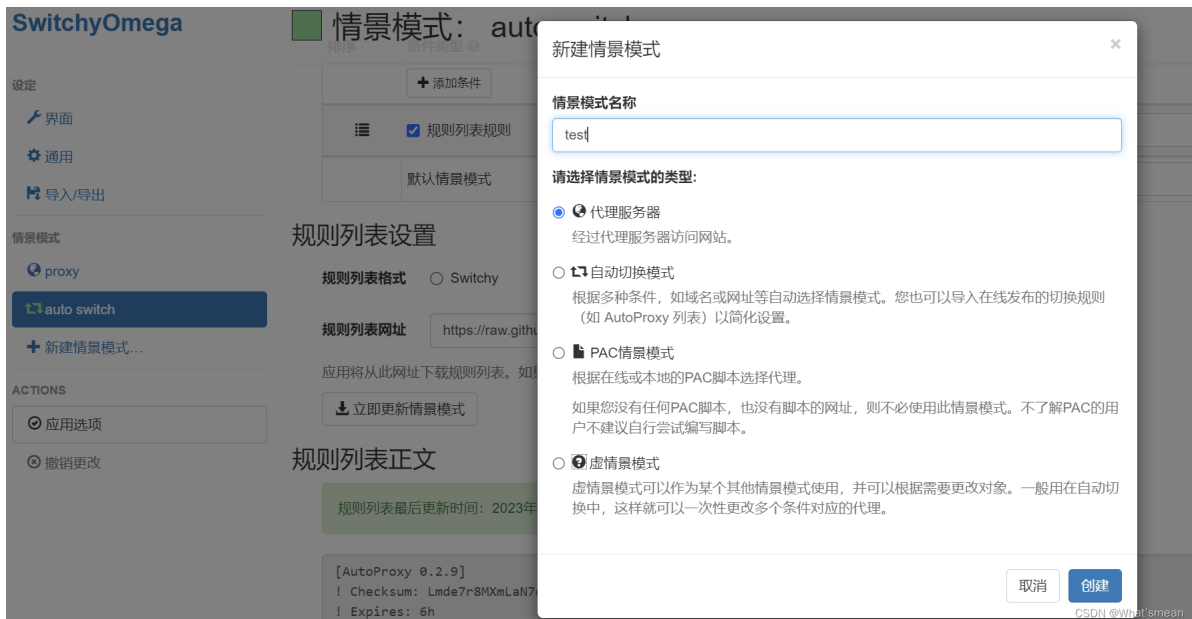 SwitchyOmega
设定
界面
通用
导入/导出
情景模式
proxy
auto switch
新建情景模式...
ACTIONS
应用选项
撤销更改
情景模式： auto switch
排序 条件类型
添加条件
规则列表规则
默认情景模式
规则列表设置
规则列表格式 Switchy
规则列表网址 https://raw.githu
应用将从此网址下载规则列表。如果
立即更新情景模式
规则列表正文
规则列表最后更新时间：2023年
[AutoProxy 0.2.9]
! Checksum: Lmde7r8MXmLaN7
! Expires: 6h
新建情景模式
×
情景模式名称
test
请选择情景模式的类型:
代理服务器
经过代理服务器访问网站。
自动切换模式
根据多种条件，如域名或网址等自动选择情景模式。您也可以导入在线发布的切换规则
（如 AutoProxy 列表）以简化设置。
PAC情景模式
根据在线或本地的PAC脚本选择代理。
如果您没有任何PAC脚本，也没有脚本的网址，则不必使用此情景模式。不了解PAC的用
户不建议自行尝试编写脚本。
虚情景模式
虚情景模式可以作为某个其他情景模式使用，并可以根据需要更改对象。一般用在自动切
换中，这样就可以一次性更改多个条件对应的代理。
取消 创建
CSDN @What'smean